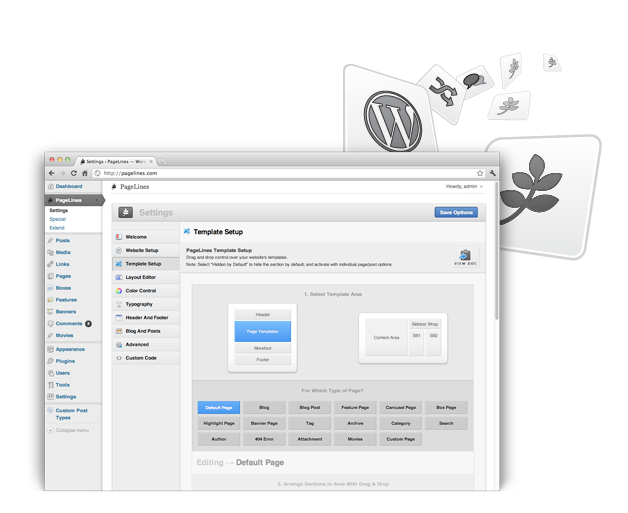 Settings ‹ PageLines — Word
http://pagelines.com
Dashboard
PageLines
Settings
Special
Extend
Posts
Media
Links
Pages
Boxes
Features
Banners
Comments 2
Movies
Appearance
Plugins
Users
Tools
Settings
Custom Post
Types
Collapse menu
PageLines
Howdy, admin
Settings
Save Options
Welcome
Website Setup
Template Setup
Layout Editor
Color Control
Typography
Header And Footer
Blog And Posts
Advanced
Custom Code
Template Setup
PageLines Template Setup
Drag and drop control over your website's templates.
Note: Select "Hidden by Default" to hide the section by default, and activate with individual page/post options.
VIEW DOC
1. Select Template Area
Header
Page Templates
Morefoot
Footer
Content Area
Sidebar Wrap
SB1 SB2
For Which Type of Page?
Default Page Blog Blog Post Feature Page Carousel Page Box Page
Highlight Page Banner Page Tag Archive Category Search
Author 404 Error Attachment Movies Custom Page
Editing → Default Page
2. Arrange Sections In Area With Drag & Drop